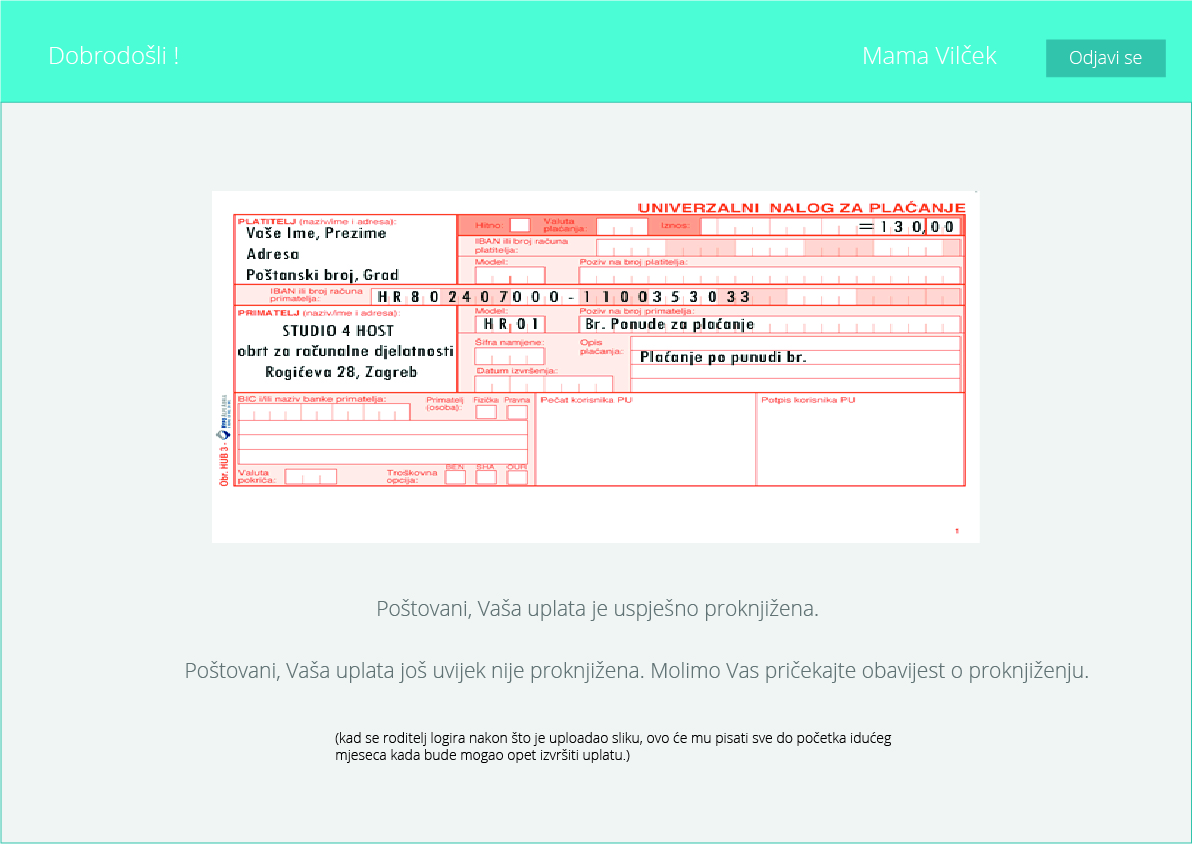 Dobrodošli !
Mama Vilček
Odjavi se
UNIVERZALNI NALOG ZA PLAĆANJE
PLATITELJ (naziv/ime i adresa):
Vaše Ime, Prezime
Adresa
Poštanski broj, Grad
Hitno:
Valuta
plaćanja:
Iznos:
=130,00
IBAN ili broj računa
platitelja:
Model:
Poziv na broj platitelja:
IBAN ili broj računa
primatelja:
HR802407000-1100353033
PRIMATELJ (naziv/ime i adresa):
STUDIO 4 HOST
obrt za računalne djelatnosti
Rogićeva 28, Zagreb
Model:
HR01
Poziv na broj primatelja:
Br. Ponude za plaćanje
Šifra namjene:
Opis
plaćanja:
Plaćanje po punudi br.
Datum izvršenja:
BIC i/ili naziv banke primatelja:
Primatelj
(osoba):
Fizička
Pravna
Pečat korisnika PU
Potpis korisnika PU
Valuta
pokrića:
Troškovna
opcija:
BEN
SHA
OUR
Obr. HUB 3 -
1
Poštovani, Vaša uplata je uspješno proknjižena.
Poštovani, Vaša uplata još uvijek nije proknjižena. Molimo Vas pričekajte obavijest o proknjiženju.
(kad se roditelj logira nakon što je uploadao sliku, ovo će mu pisati sve do početka idućeg
mjeseca kada bude mogao opet izvršiti uplatu.)